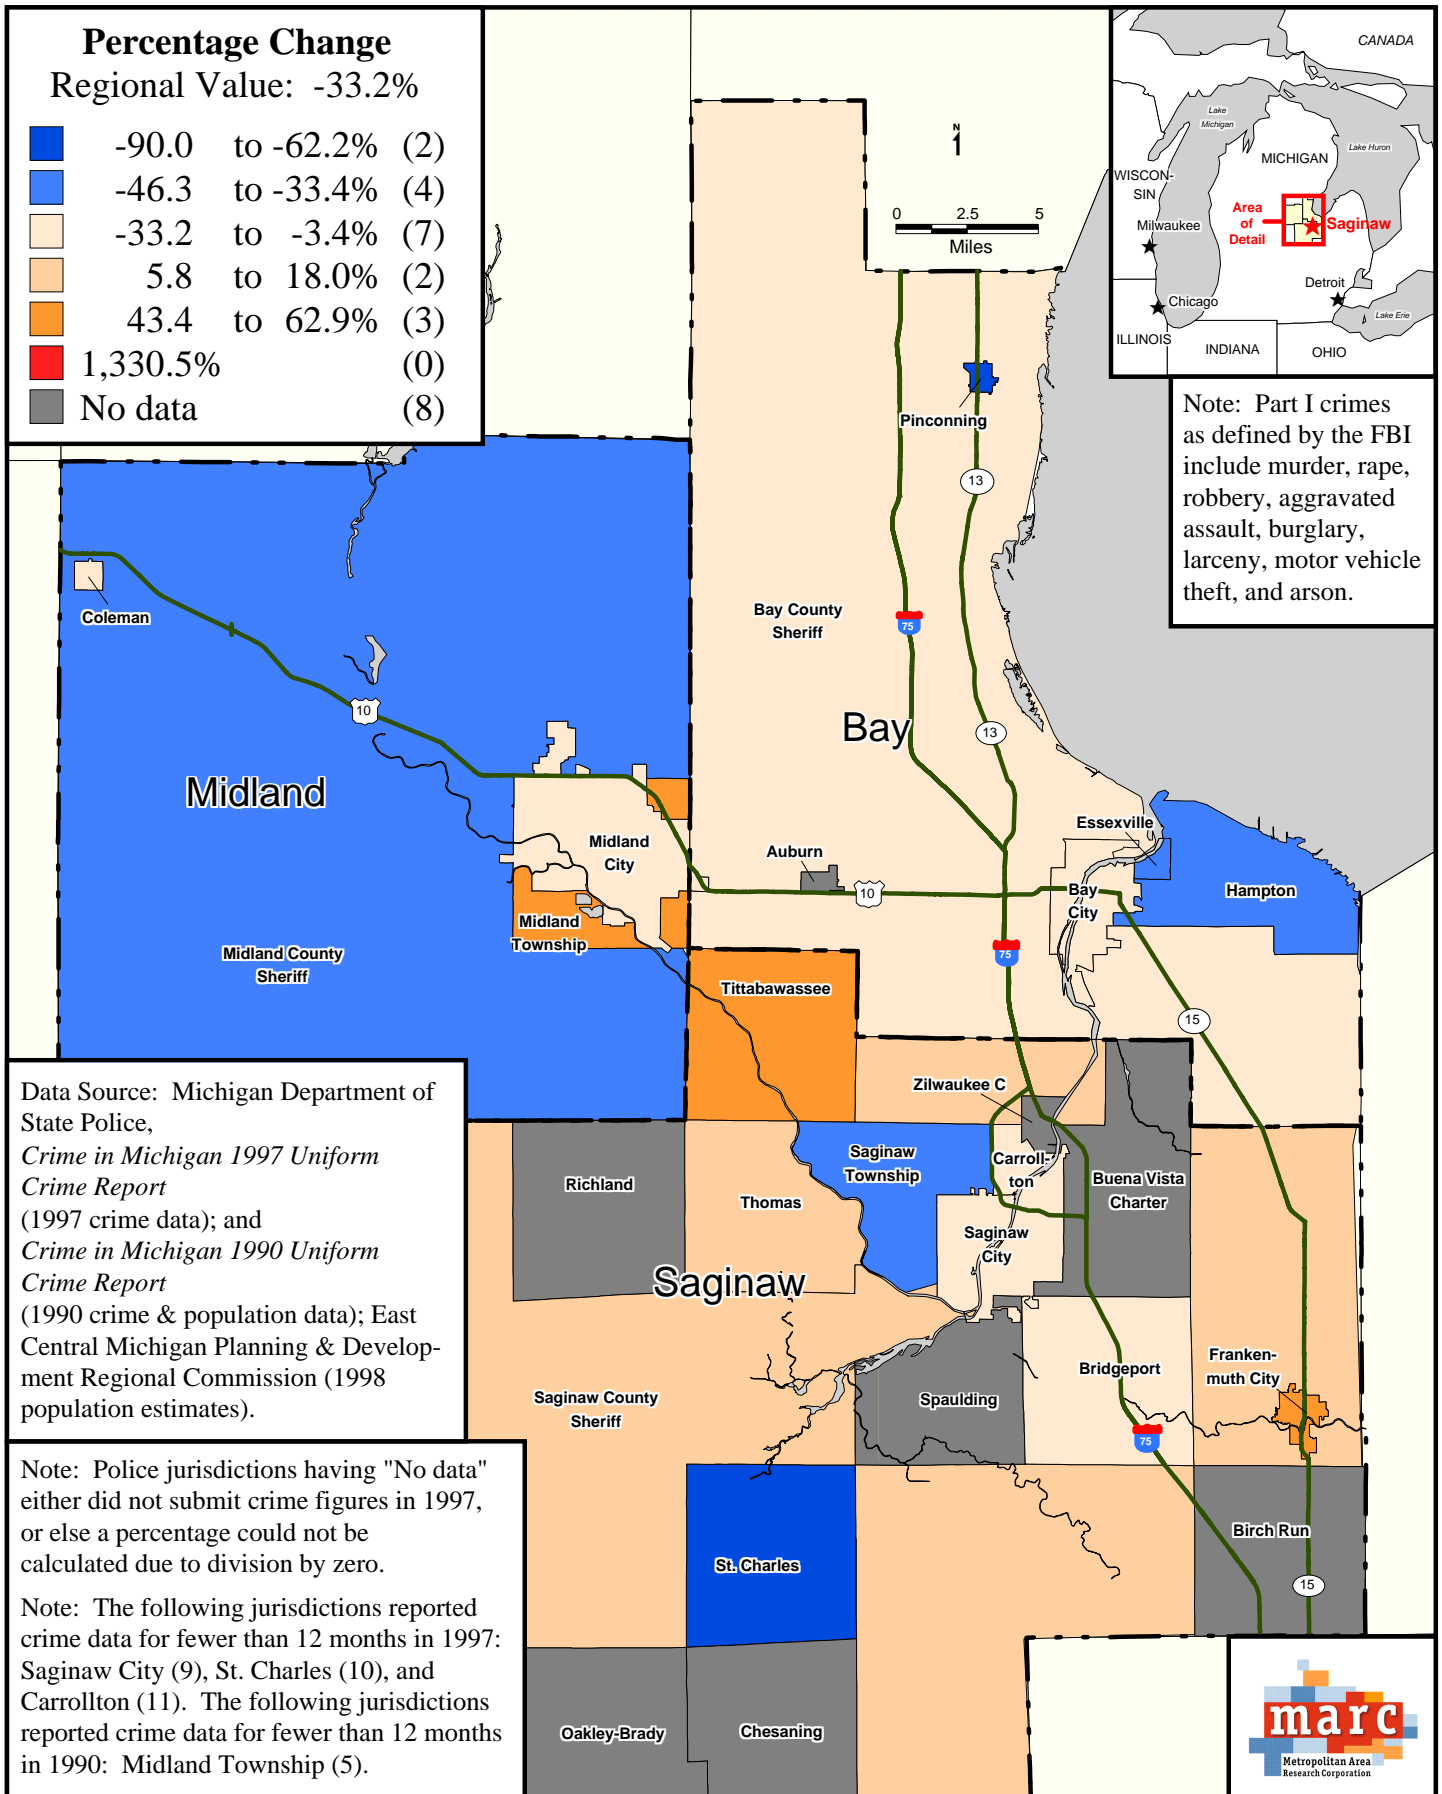 Percentage Change
Regional Value: -33.2%
-90.0 to -62.2% (2)
-46.3 to -33.4% (4)
-33.2 to -3.4% (7)
5.8 to 18.0% (2)
43.4 to 62.9% (3)
1,330.5% (0)
No data (8)
N
0 2.5 5
Miles
CANADA
Lake
Michigan
Lake Huron
MICHIGAN
WISCON-
SIN
Milwaukee
Area
of
Detail
Saginaw
Detroit
Chicago
Lake Erie
ILLINOIS
INDIANA
OHIO
Note: Part I crimes
as defined by the FBI
include murder, rape,
robbery, aggravated
assault, burglary,
larceny, motor vehicle
theft, and arson.
Pinconning
13
Coleman
Bay County
Sheriff
75
10
Bay
13
Midland
Essexville
Midland
City
Auburn
10
Bay
City
Hampton
Midland
Township
Midland County
Sheriff
75
Tittabawassee
15
Zilwaukee C
Saginaw
Township
Carroll-
ton
Buena Vista
Charter
Richland
Thomas
Saginaw
City
Saginaw
Bridgeport
Franken-
muth City
Saginaw County
Sheriff
Spaulding
75
Birch Run
St. Charles
15
Oakley-Brady
Chesaning
Data Source: Michigan Department of
State Police,
Crime in Michigan 1997 Uniform
Crime Report
(1997 crime data); and
Crime in Michigan 1990 Uniform
Crime Report
(1990 crime & population data); East
Central Michigan Planning & Develop-
ment Regional Commission (1998
population estimates).
Note: Police jurisdictions having "No data"
either did not submit crime figures in 1997,
or else a percentage could not be
calculated due to division by zero.
Note: The following jurisdictions reported
crime data for fewer than 12 months in 1997:
Saginaw City (9), St. Charles (10), and
Carrollton (11). The following jurisdictions
reported crime data for fewer than 12 months
in 1990: Midland Township (5).
marc
Metropolitan Area
Research Corporation